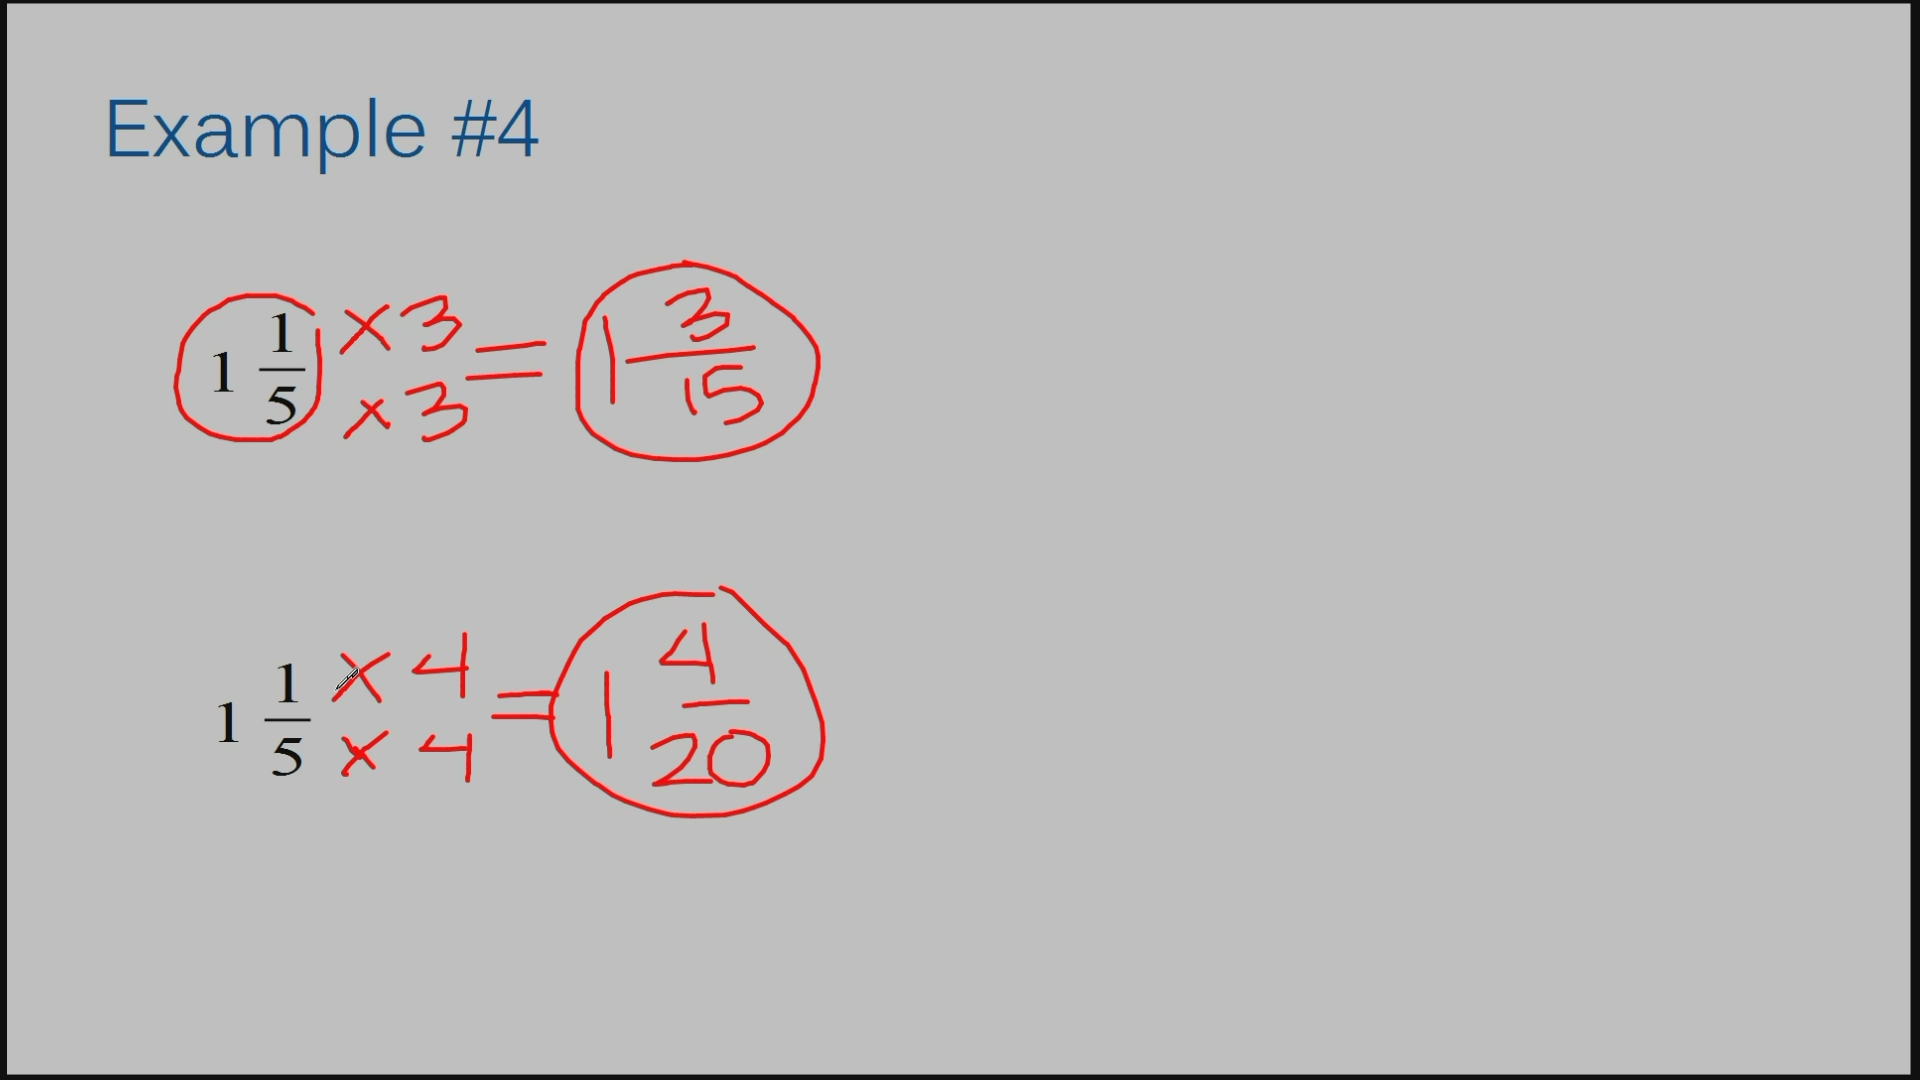 Example #4
1 1/5 ×3 ×3 = 1 3/15
1 1/5 ×4 ×4 = 1 4/20